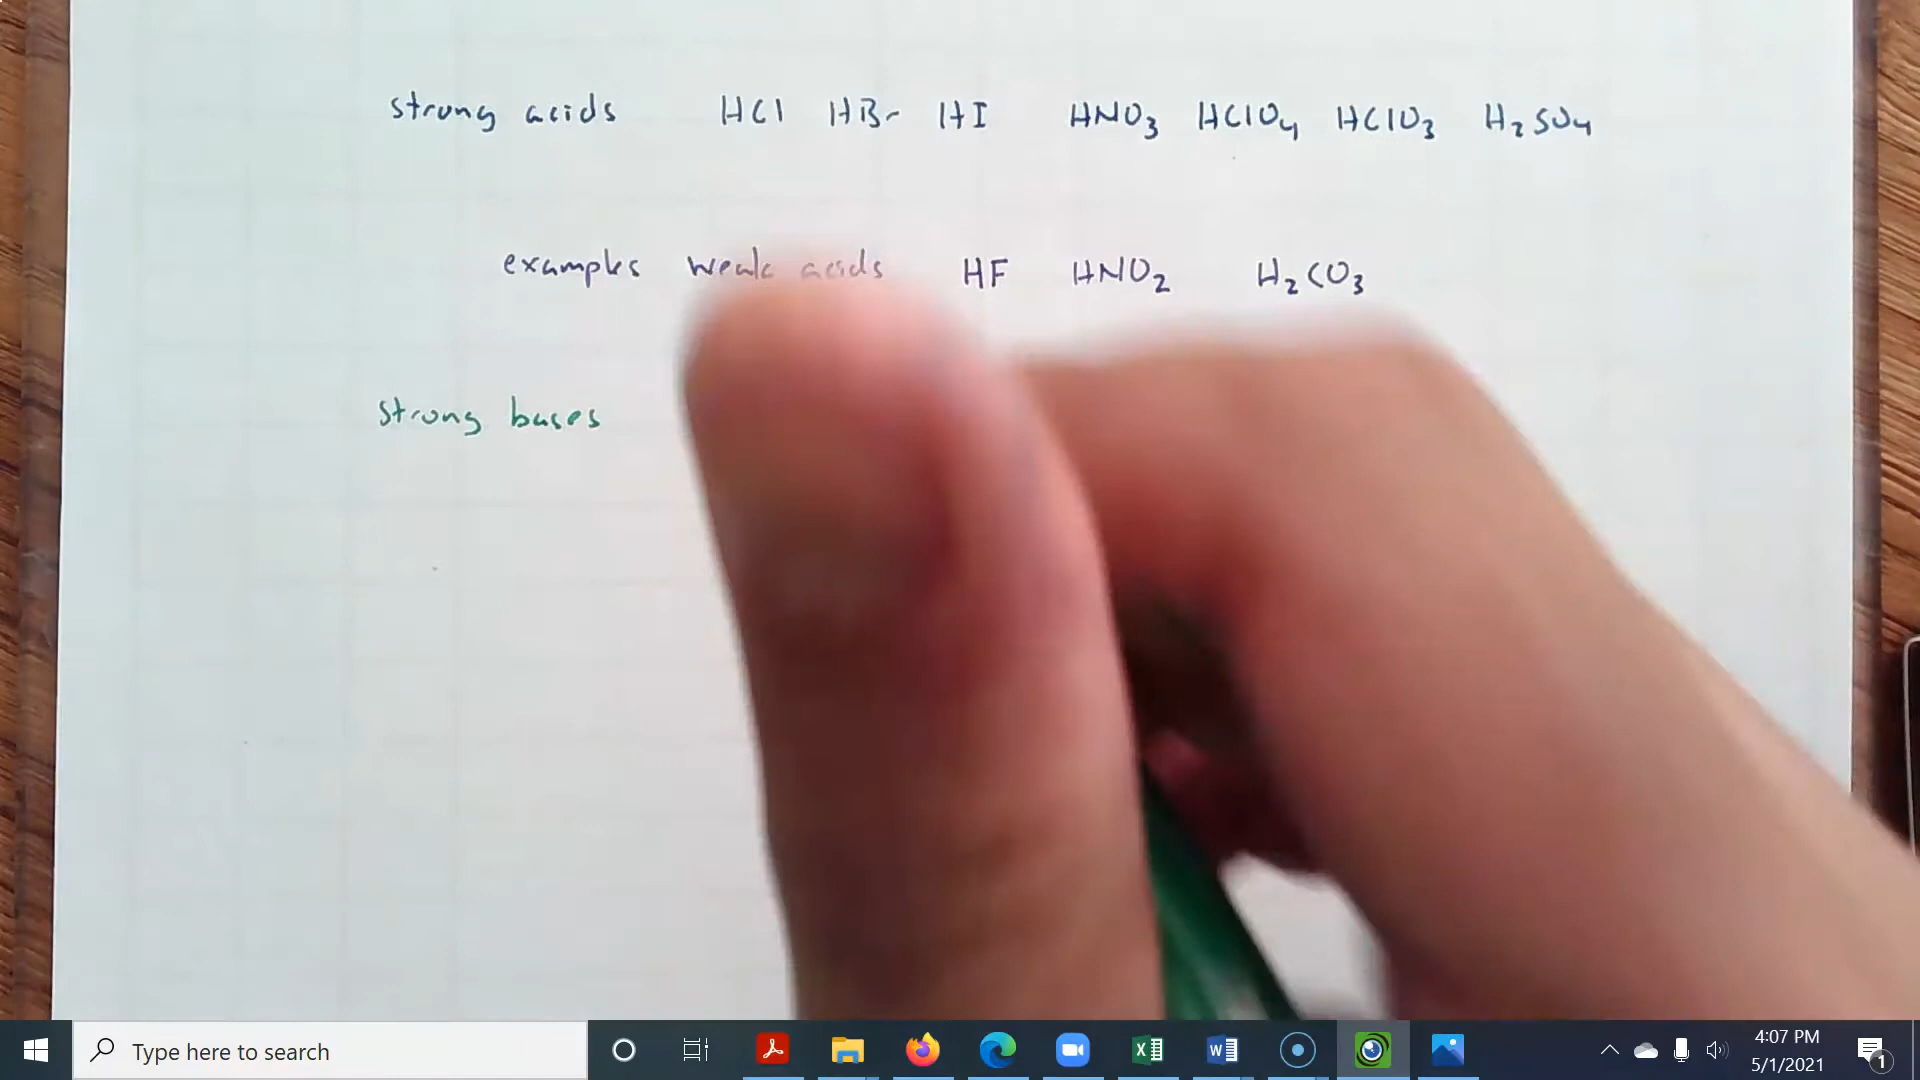 strong acids HCl HBr HI HNO₃ HClO₄ HClO₃ H₂SO₄
examples weak acids HF HNO₂ H₂CO₃
strong bases
Type here to search
4:07 PM
5/1/2021
1